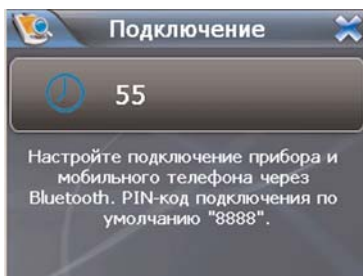 Подключение
55
Настройте подключение прибора и
мобильного телефона через
Bluetooth. PIN-код подключения по
умолчанию "8888".